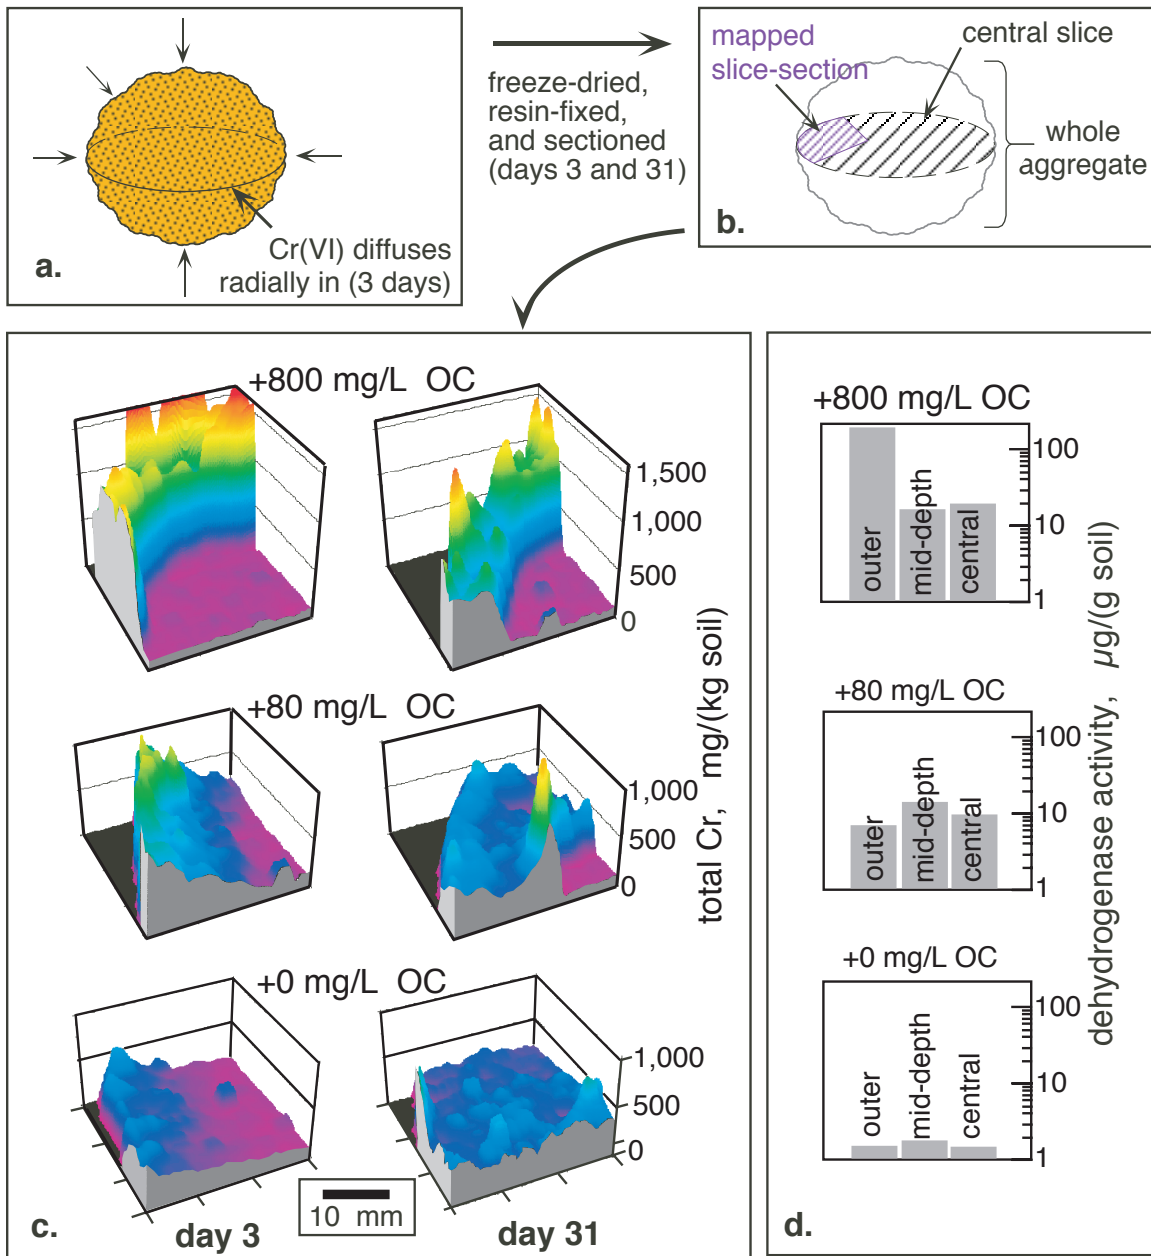 a.
Cr(VI) diffuses
radially in (3 days)
freeze-dried,
resin-fixed,
and sectioned
(days 3 and 31)
mapped
slice-section
central slice
whole
aggregate
b.
+800 mg/L OC
1,500
1,000
500
0
+80 mg/L OC
1,000
500
0
+0 mg/L OC
1,000
500
0
total Cr, mg/(kg soil)
c.
day 3
10 mm
day 31
+800 mg/L OC
outer
mid-depth
central
100
10
1
+80 mg/L OC
outer
mid-depth
central
100
10
1
+0 mg/L OC
outer
mid-depth
central
100
10
1
dehydrogenase activity, µg/(g soil)
d.